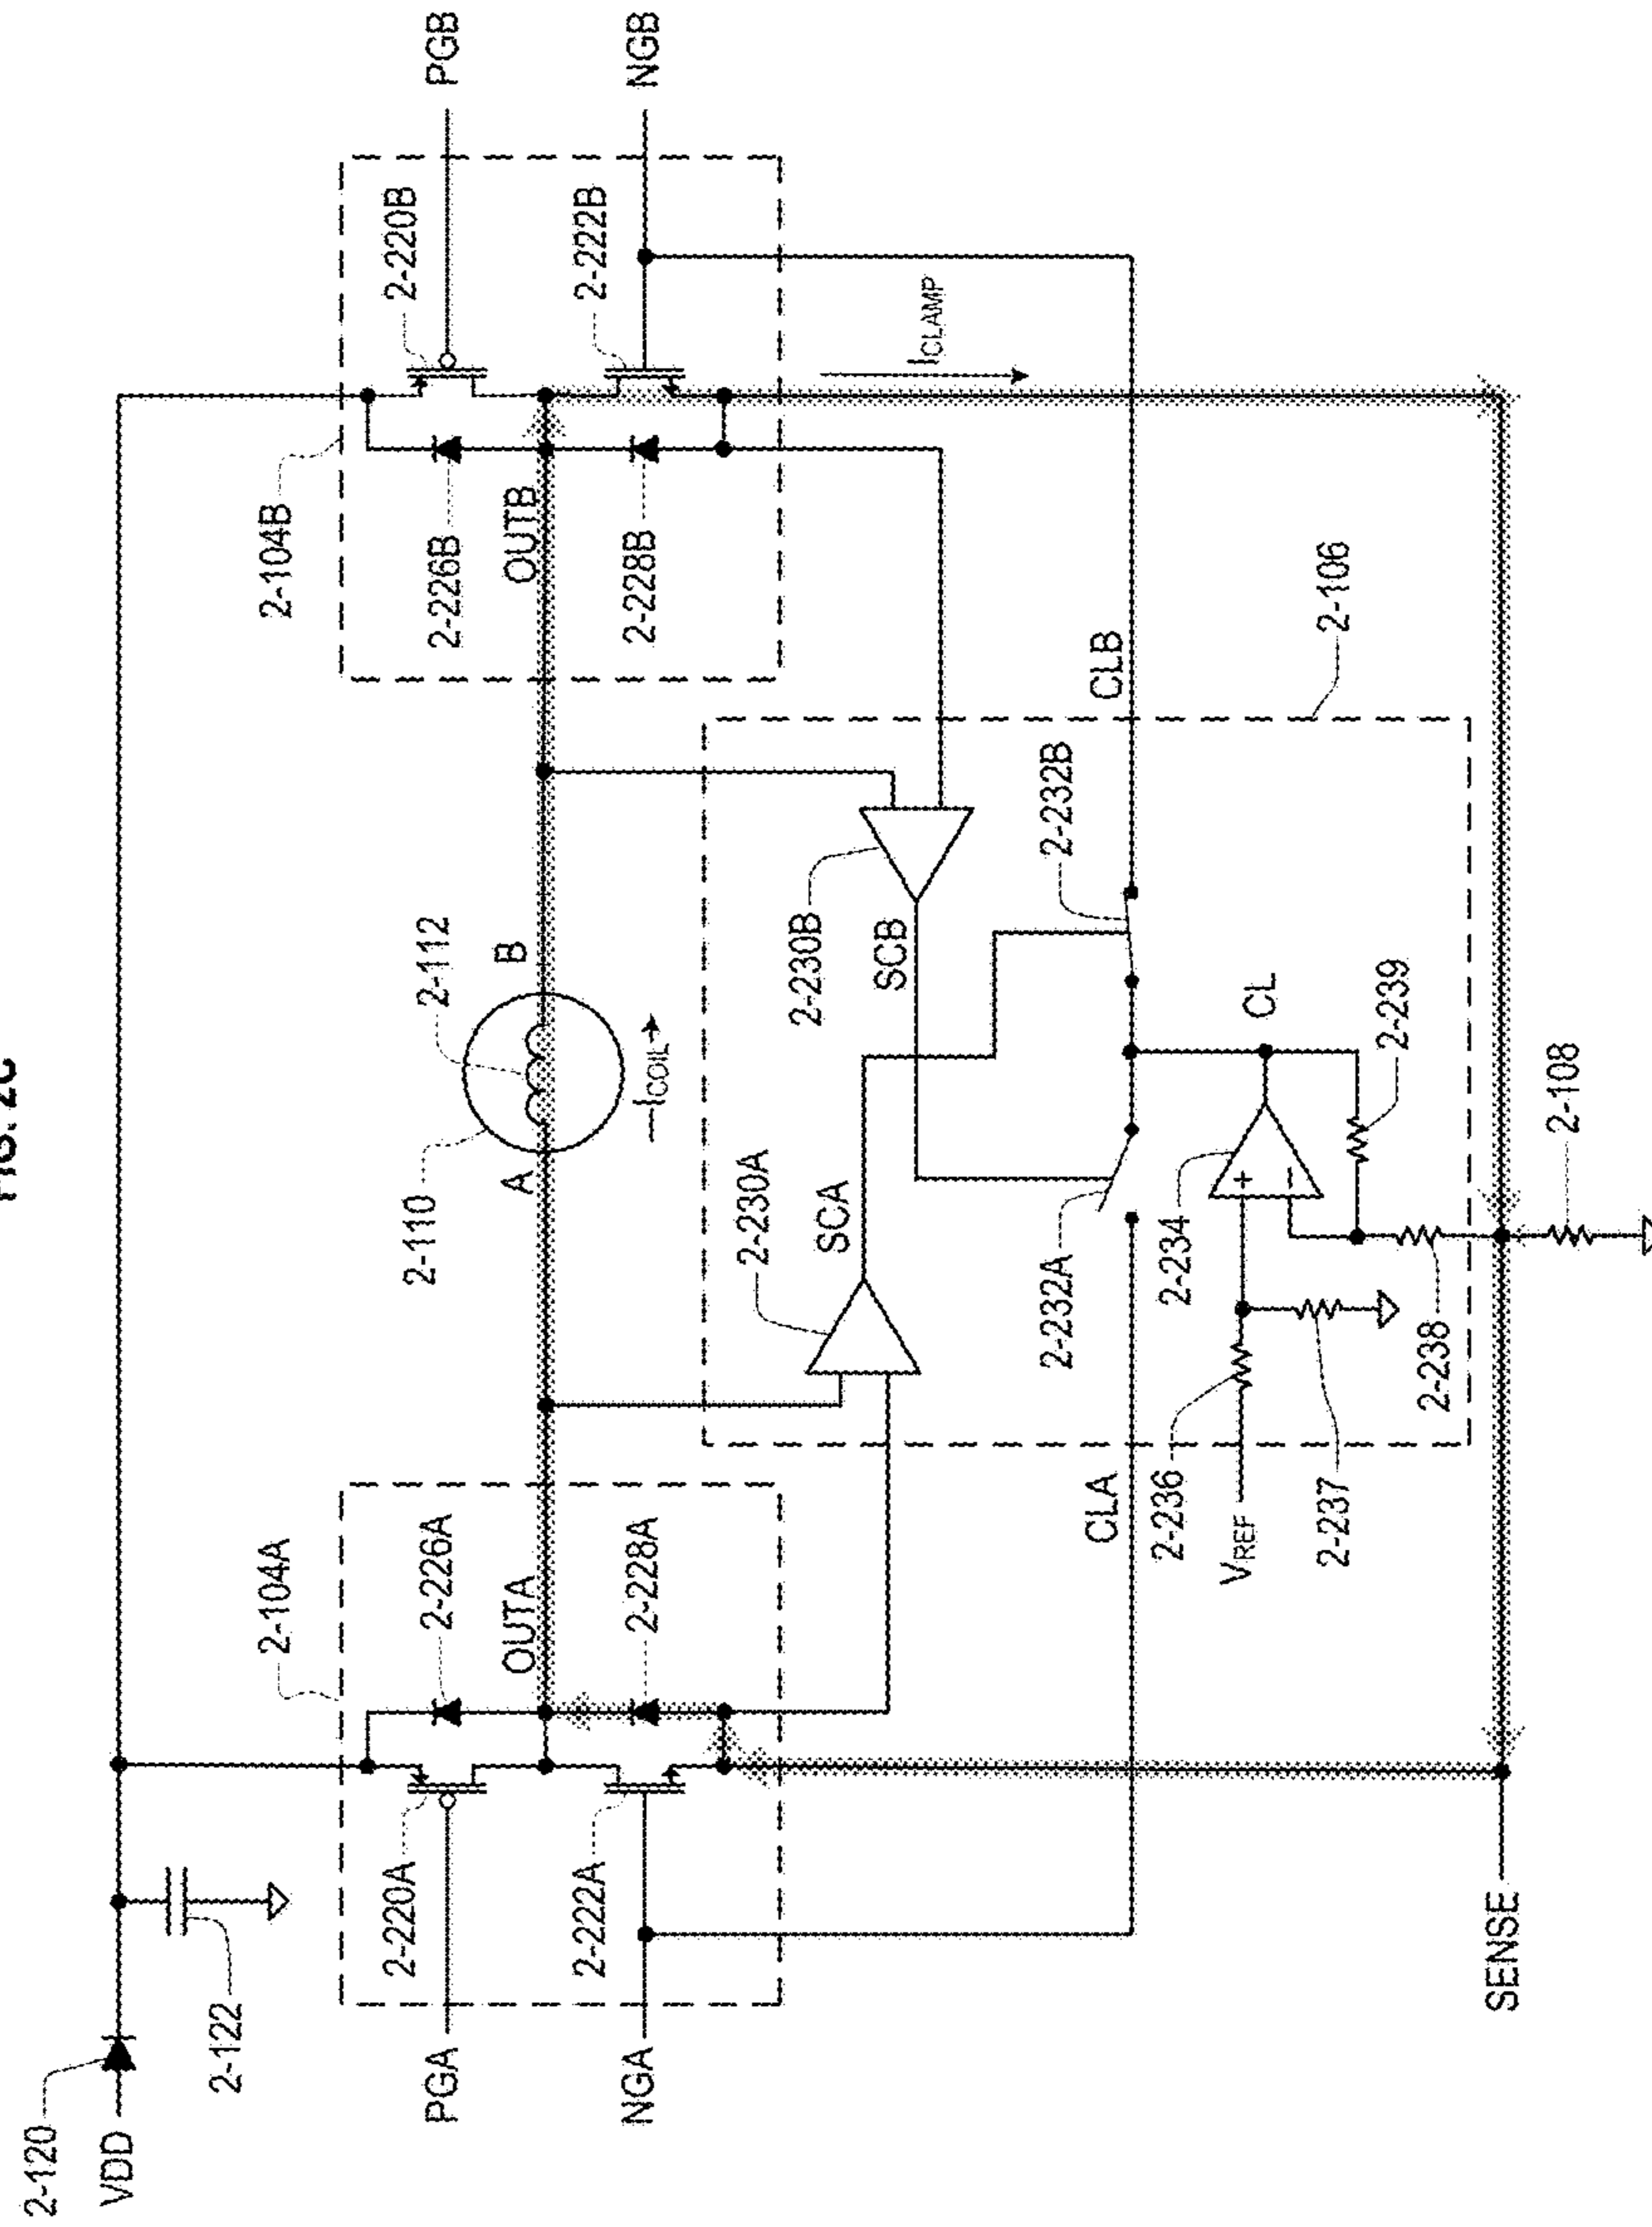 2-120
VDD
2-122
2-104A
2-104B
PGA
2-220A
2-226A
2-110
2-112
2-226B
2-220B
PGB
OUTA
A
B
OUTB
NGA
2-222A
2-228A
ICOIL
2-228B
2-222B
NGB
2-230A
SCA
2-230B
SCB
ICLAMP
2-232A
2-232B
CLA
CLB
2-236
2-234
+
−
VREF
CL
2-237
2-106
2-238
2-239
SENSE
2-108